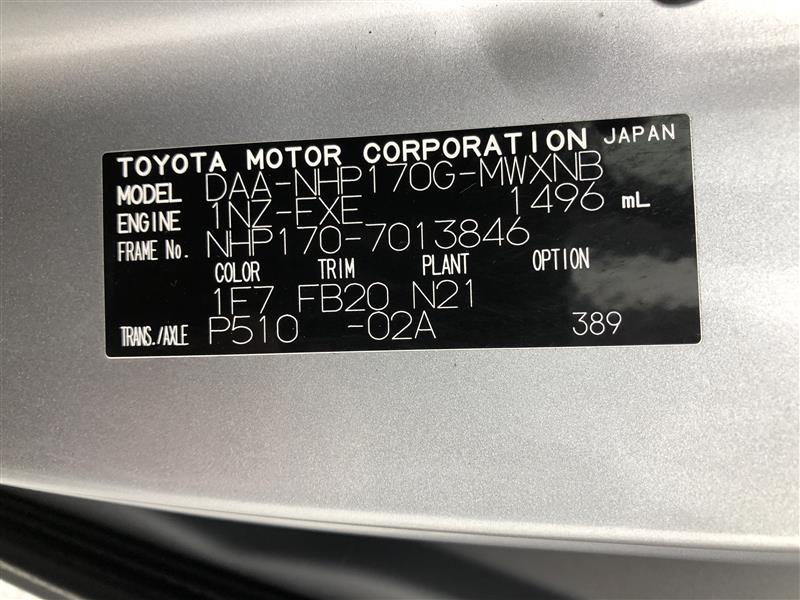 TOYOTA MOTOR CORPORATION JAPAN
MODEL DAA-NHP170G-MWXNB
ENGINE 1NZ-EXE 1496 mL
FRAME No. NHP170-7013846
COLOR TRIM PLANT OPTION
1F7 FB20 N21
TRANS./AXLE P510 -02A 389